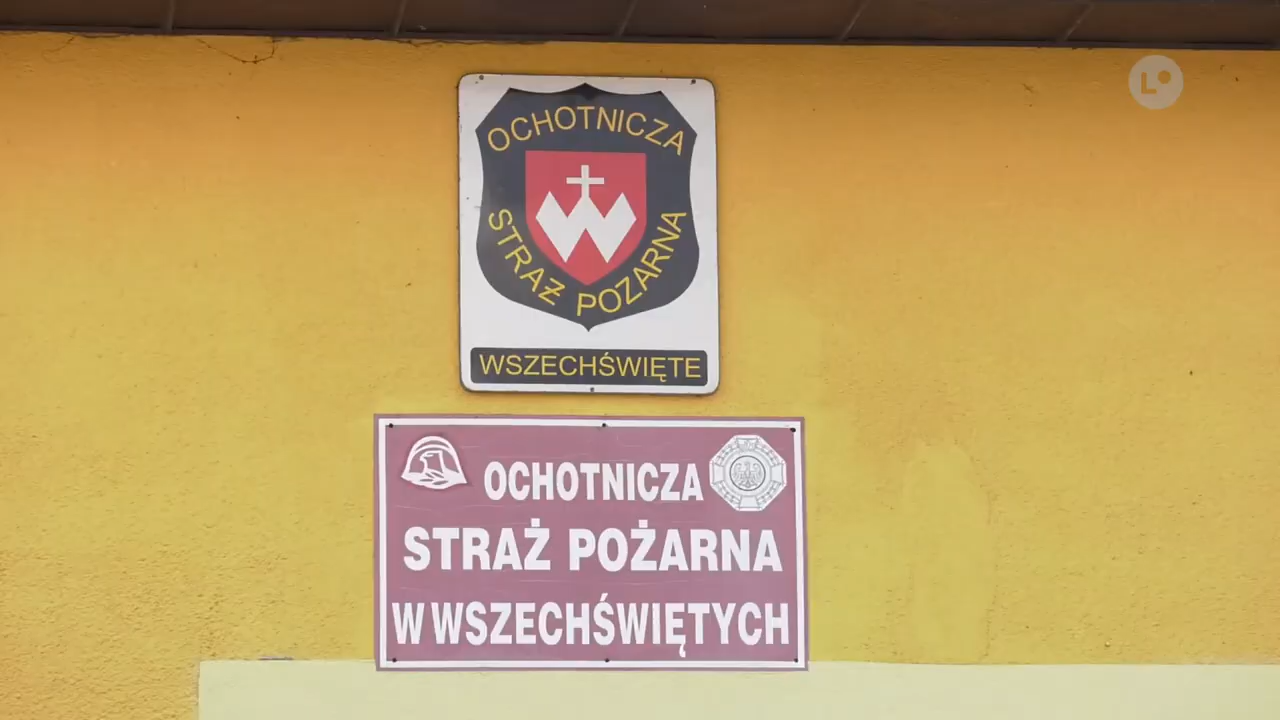 OCHOTNICZA
STRAŻ POŻARNA
WSZECHŚWIĘTE
OCHOTNICZA
STRAŻ POŻARNA
W WSZECHŚWIĘTYCH